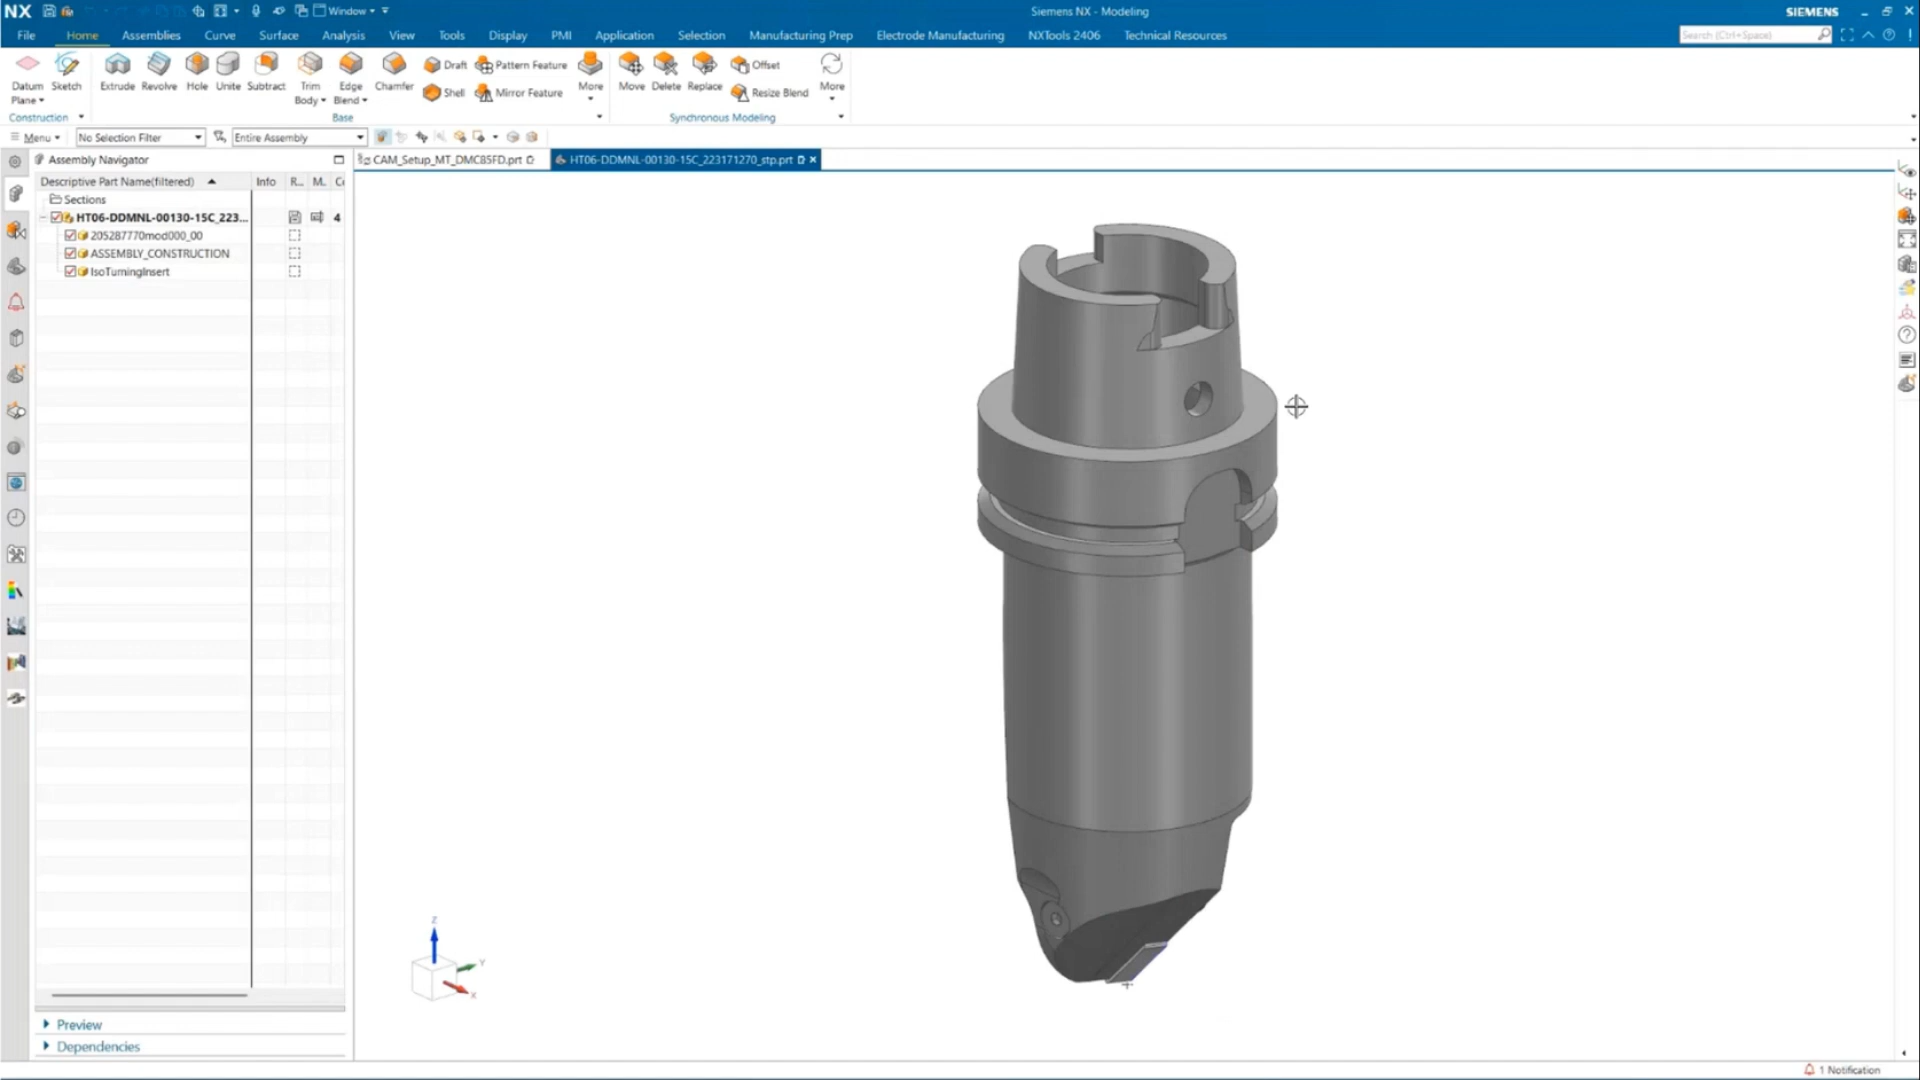 NX
Window
Siemens NX - Modeling
SIEMENS
File Home Assemblies Curve Surface Analysis View Tools Display PMI Application Selection Manufacturing Prep Electrode Manufacturing NXTools 2406 Technical Resources
Search (Ctrl+Space)
Datum Plane
Sketch
Extrude
Revolve
Hole
Unite
Subtract
Trim Body
Edge Blend
Chamfer
Draft
Shell
Pattern Feature
Mirror Feature
More
Move
Delete
Replace
Offset
Resize Blend
More
Construction
Base
Synchronous Modeling
Menu
No Selection Filter
Entire Assembly
Assembly Navigator
CAM_Setup_MT_DMC85FD.prt
HT06-DDMNL-00130-15C_223171270_stp.prt
Descriptive Part Name(filtered) Info R... M.
Sections
HT06-DDMNL-00130-15C_223... 4
205287770mod000_00
ASSEMBLY_CONSTRUCTION
IsoTurningInsert
Z
Y
X
Preview
Dependencies
1 Notification